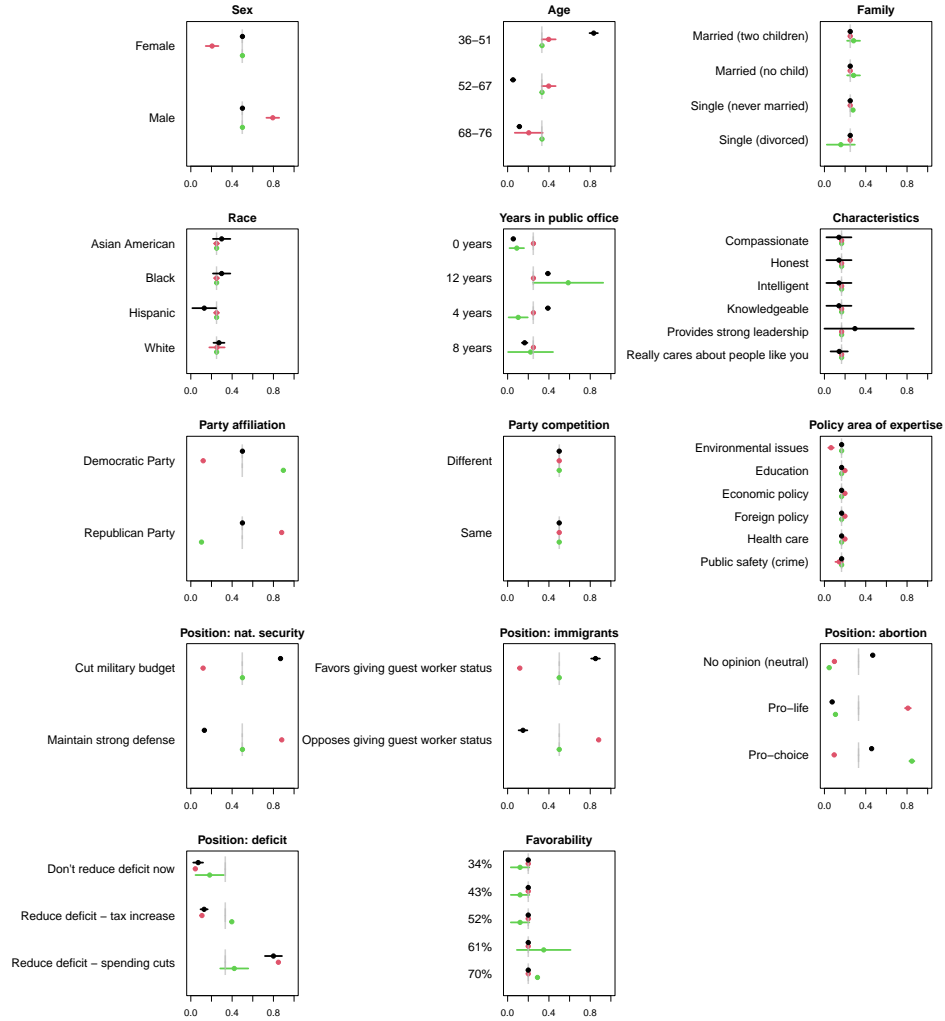 Sex
Female
Male
0.0 0.4 0.8
Age
36–51
52–67
68–76
0.0 0.4 0.8
Family
Married (two children)
Married (no child)
Single (never married)
Single (divorced)
0.0 0.4 0.8
Race
Asian American
Black
Hispanic
White
0.0 0.4 0.8
Years in public office
0 years
12 years
4 years
8 years
0.0 0.4 0.8
Characteristics
Compassionate
Honest
Intelligent
Knowledgeable
Provides strong leadership
Really cares about people like you
0.0 0.4 0.8
Party affiliation
Democratic Party
Republican Party
0.0 0.4 0.8
Party competition
Different
Same
0.0 0.4 0.8
Policy area of expertise
Environmental issues
Education
Economic policy
Foreign policy
Health care
Public safety (crime)
0.0 0.4 0.8
Position: nat. security
Cut military budget
Maintain strong defense
0.0 0.4 0.8
Position: immigrants
Favors giving guest worker status
Opposes giving guest worker status
0.0 0.4 0.8
Position: abortion
No opinion (neutral)
Pro–life
Pro–choice
0.0 0.4 0.8
Position: deficit
Don't reduce deficit now
Reduce deficit – tax increase
Reduce deficit – spending cuts
0.0 0.4 0.8
Favorability
34%
43%
52%
61%
70%
0.0 0.4 0.8